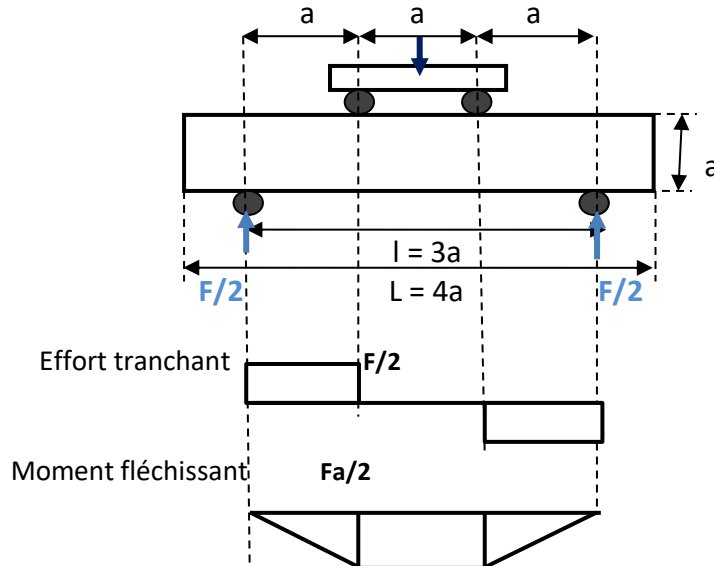 a a a
a
l = 3a
F/2 L = 4a F/2
Effort tranchant F/2
Moment fléchissant Fa/2